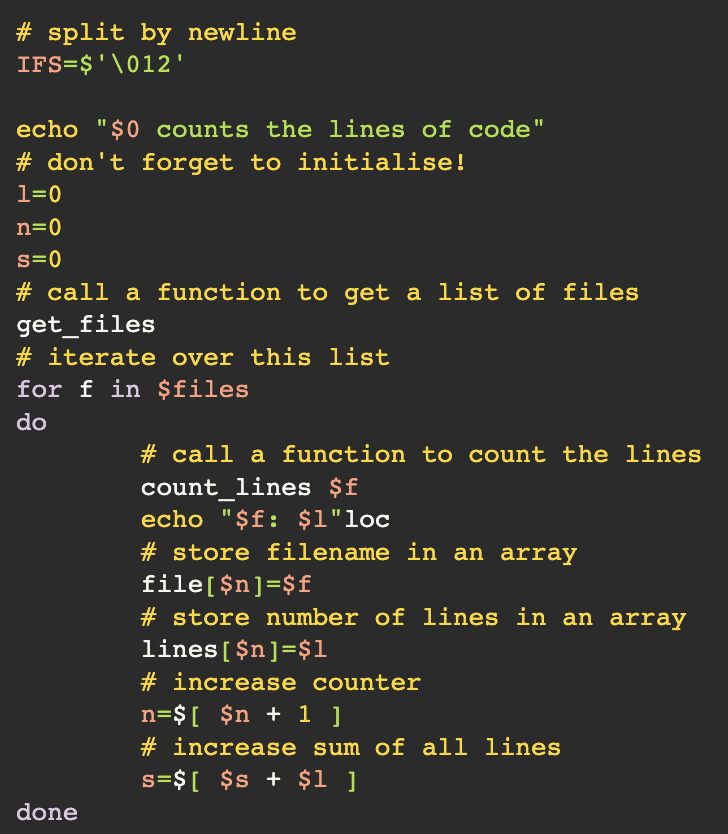 # split by newline
IFS=$'\012'

echo "$0 counts the lines of code"
# don't forget to initialise!
l=0
n=0
s=0
# call a function to get a list of files
get_files
# iterate over this list
for f in $files
do
        # call a function to count the lines
        count_lines $f
        echo "$f: $l"loc
        # store filename in an array
        file[$n]=$f
        # store number of lines in an array
        lines[$n]=$l
        # increase counter
        n=$[ $n + 1 ]
        # increase sum of all lines
        s=$[ $s + $l ]
done